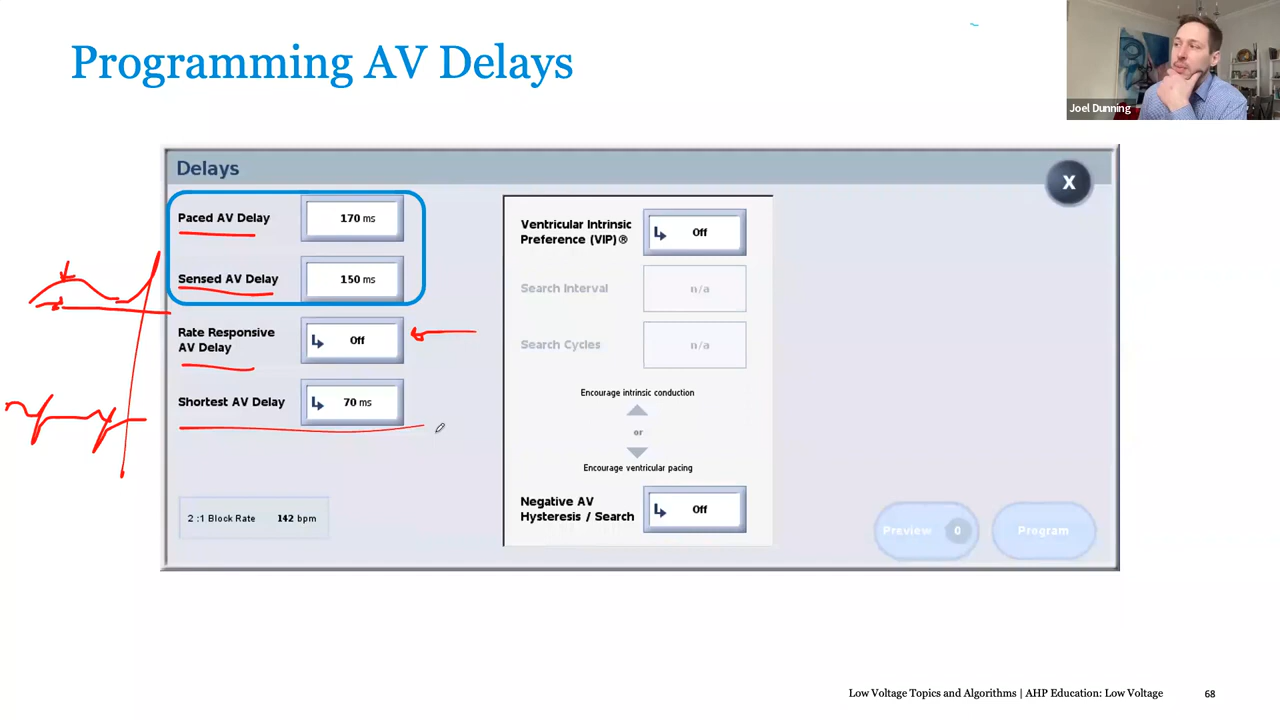 Programming AV Delays
Joel Dunning
Delays
X
Paced AV Delay
170 ms
Sensed AV Delay
150 ms
Rate Responsive
AV Delay
Off
Shortest AV Delay
70 ms
2 :1 Block Rate 142 bpm
Ventricular Intrinsic
Preference (VIP)®
Off
Search Interval
n/a
Search Cycles
n/a
Encourage intrinsic conduction
or
Encourage ventricular pacing
Negative AV
Hysteresis / Search
Off
Preview 0
Program
Low Voltage Topics and Algorithms | AHP Education: Low Voltage
68